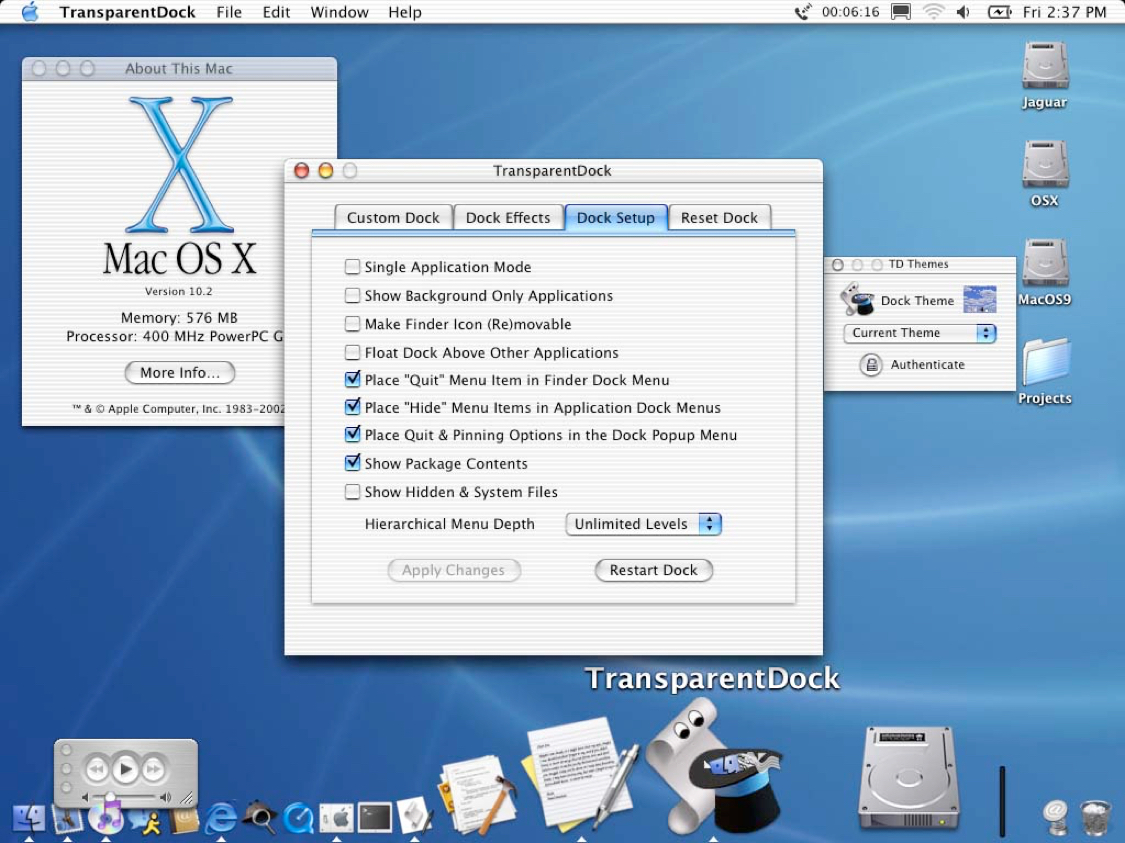 TransparentDock File Edit Window Help 00:06:16 Fri 2:37 PM
About This Mac
Mac OS X
Version 10.2
Memory: 576 MB
Processor: 400 MHz PowerPC G
More Info...
™ & © Apple Computer, Inc. 1983-2002
TransparentDock
Custom Dock Dock Effects Dock Setup Reset Dock
Single Application Mode
Show Background Only Applications
Make Finder Icon (Re)movable
Float Dock Above Other Applications
Place "Quit" Menu Item in Finder Dock Menu
Place "Hide" Menu Items in Application Dock Menus
Place Quit & Pinning Options in the Dock Popup Menu
Show Package Contents
Show Hidden & System Files
Hierarchical Menu Depth Unlimited Levels
Apply Changes Restart Dock
TD Themes
Dock Theme
Current Theme
Authenticate
Jaguar
OSX
MacOS9
Projects
TransparentDock